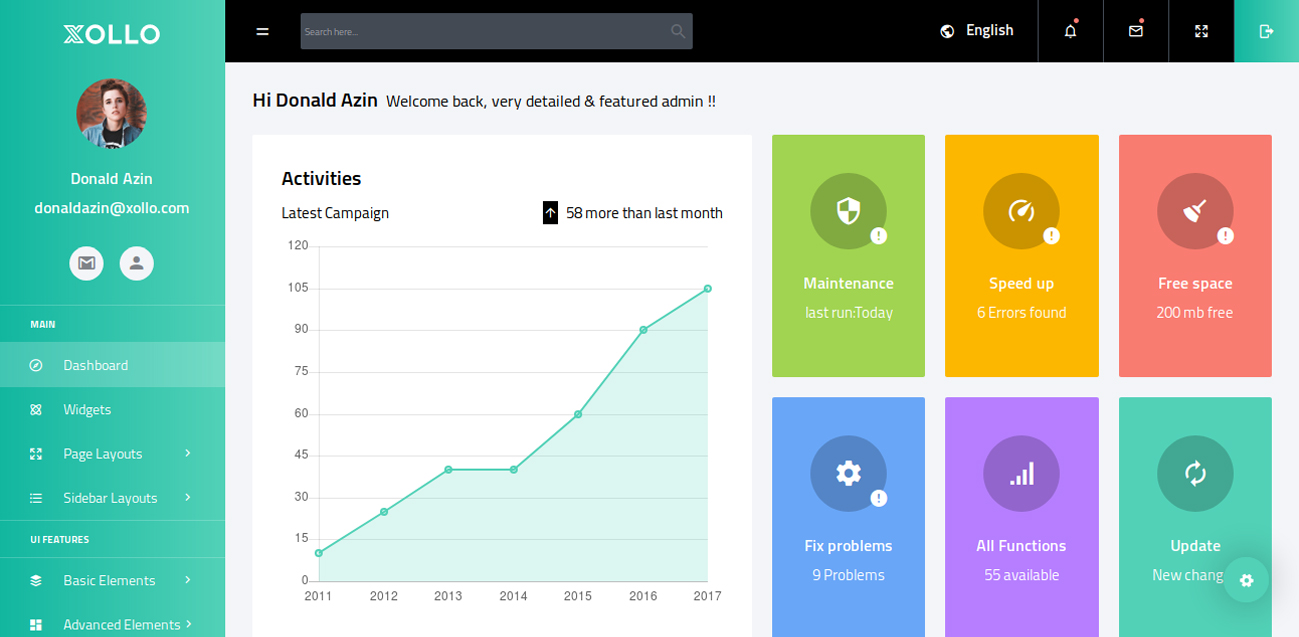 XOLLO
Donald Azin
donaldazin@xollo.com
MAIN
Dashboard
Widgets
Page Layouts
Sidebar Layouts
UI FEATURES
Basic Elements
Advanced Elements
Search here...
English
Hi Donald Azin Welcome back, very detailed & featured admin !!
Activities
Latest Campaign
58 more than last month
120
105
90
75
60
45
30
15
0
2011 2012 2013 2014 2015 2016 2017
Maintenance
last run:Today
Speed up
6 Errors found
Free space
200 mb free
Fix problems
9 Problems
All Functions
55 available
Update
New chang